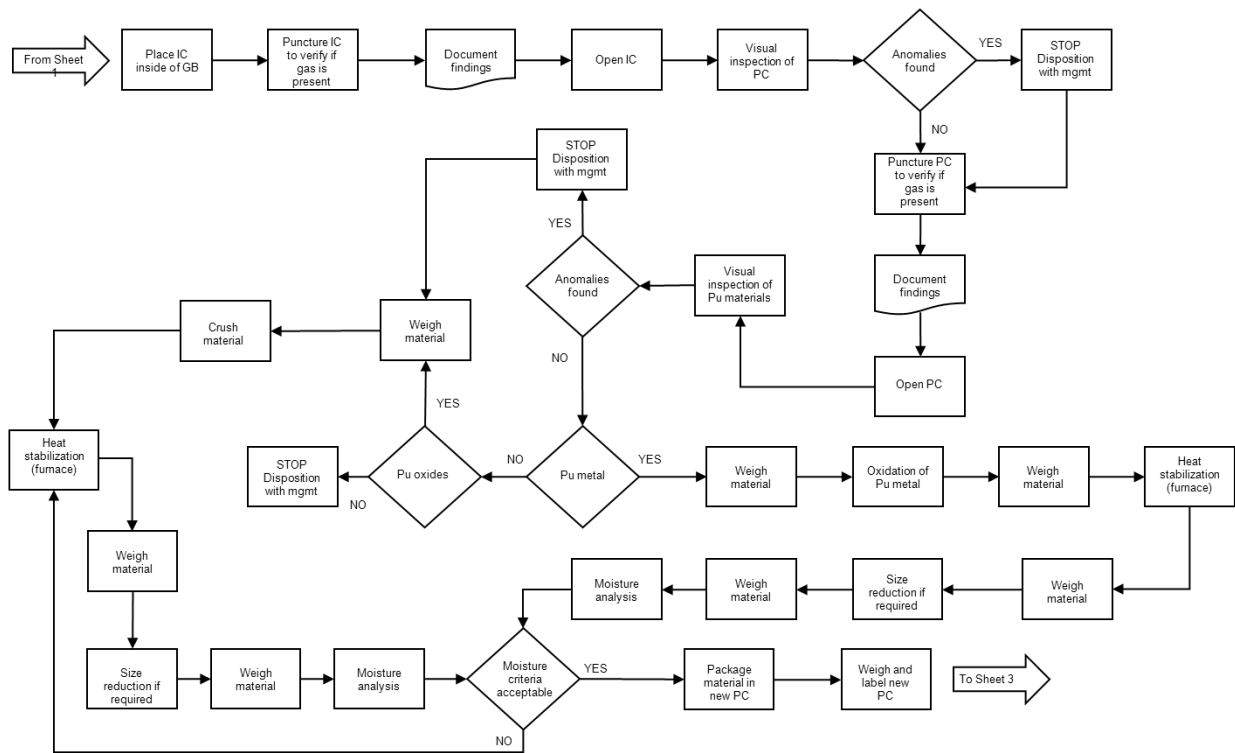 From Sheet
1
Place IC
inside of GB
Puncture IC
to verify if
gas is
present
Document
findings
Open IC
Visual
inspection of
PC
Anomalies
found
YES
STOP
Disposition
with mgmt
NO
Puncture PC
to verify if
gas is
present
Document
findings
Open PC
Visual
inspection of
Pu materials
Anomalies
found
YES
STOP
Disposition
with mgmt
NO
Weigh
material
Crush
material
Heat
stabilization
(furnace)
Pu metal
NO
YES
Pu oxides
YES
NO
STOP
Disposition
with mgmt
Weigh
material
Oxidation of
Pu metal
Weigh
material
Heat
stabilization
(furnace)
Weigh
material
Size
reduction if
required
Weigh
material
Moisture
analysis
Weigh
material
Size
reduction if
required
Weigh
material
Moisture
analysis
Moisture
criteria
acceptable
YES
NO
Package
material in
new PC
Weigh and
label new
PC
To Sheet 3